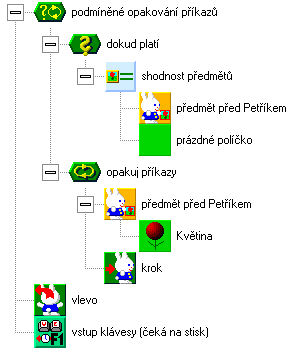 podmíněné opakování příkazů
dokud platí
shodnost předmětů
předmět před Petříkem
prázdné políčko
opakuj příkazy
předmět před Petříkem
Květina
krok
vlevo
F1
vstup klávesy (čeká na stisk)